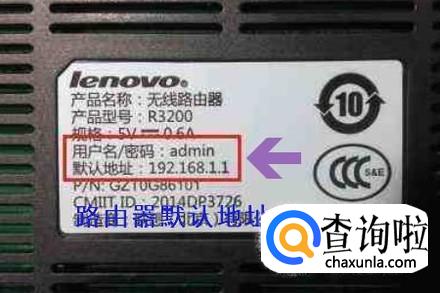 lenovo
产品名称：无线路由器
产品型号：R3200
规格：5V⎓0.6A
用户名/密码：admin
默认地址：192.168.1.1
P/N: GZT0G86101
CMIIT ID：2014DP3726
路由器默认地址
10
CCC
S&E
查询啦
chaxunla.com